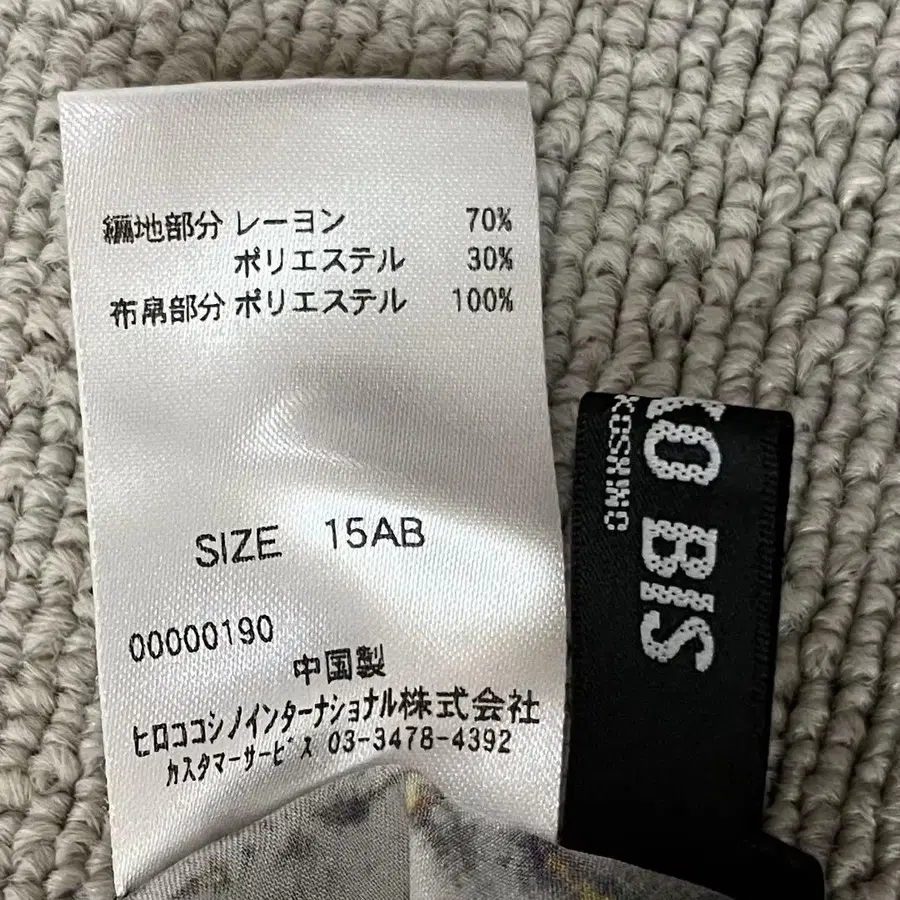 編地部分 レーヨン 70%
ポリエステル 30%
布帛部分 ポリエステル 100%
SIZE 15AB
00000190
中国製
ヒロココシノインターナショナル株式会社
カスタマーサービス 03-3478-4392
KO BIS